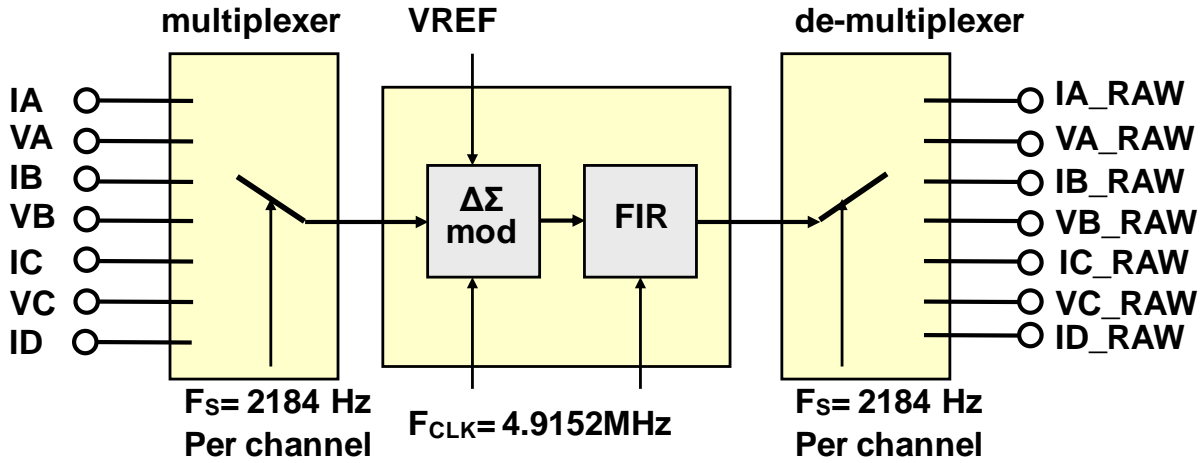 multiplexer
VREF
de-multiplexer
IA
VA
IB
VB
IC
VC
ID
ΔΣ
mod
FIR
IA_RAW
VA_RAW
IB_RAW
VB_RAW
IC_RAW
VC_RAW
ID_RAW
FS= 2184 Hz
Per channel
FCLK= 4.9152MHz
FS= 2184 Hz
Per channel